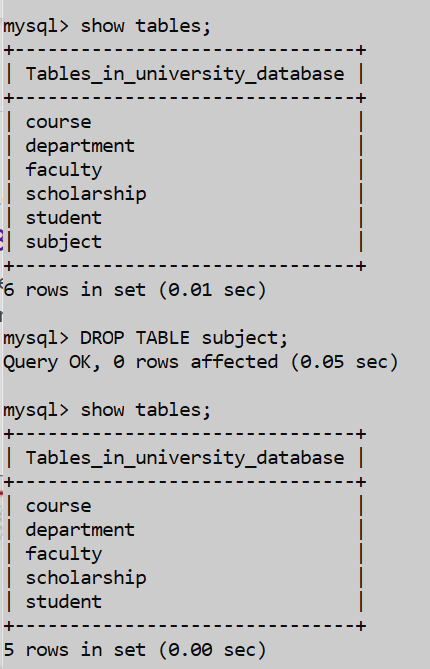 mysql> show tables;
+-------------------------------+
| Tables_in_university_database |
+-------------------------------+
| course                        |
| department                    |
| faculty                       |
| scholarship                   |
| student                       |
| subject                       |
+-------------------------------+
6 rows in set (0.01 sec)
mysql> DROP TABLE subject;
Query OK, 0 rows affected (0.05 sec)
mysql> show tables;
+-------------------------------+
| Tables_in_university_database |
+-------------------------------+
| course                        |
| department                    |
| faculty                       |
| scholarship                   |
| student                       |
+-------------------------------+
5 rows in set (0.00 sec)